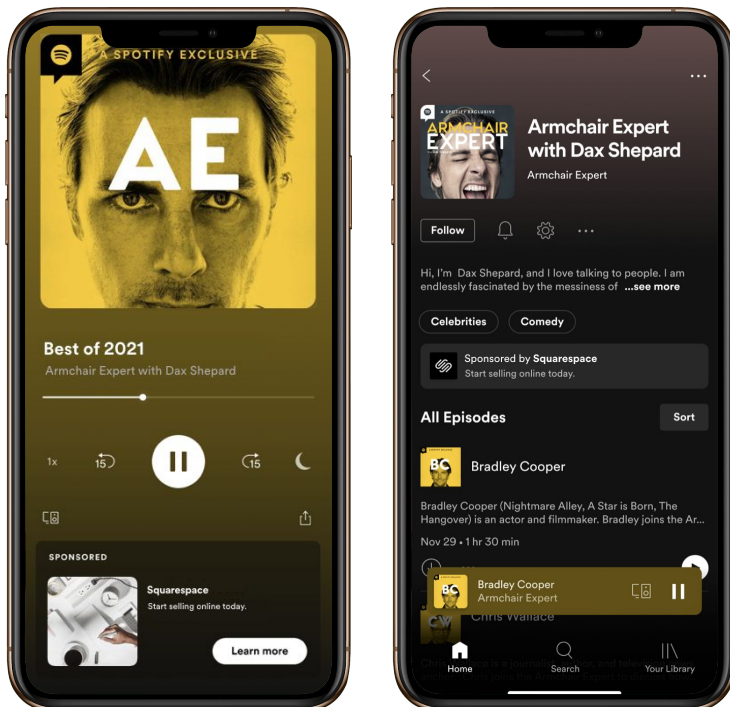 A SPOTIFY EXCLUSIVE
AE
Best of 2021
Armchair Expert with Dax Shepard
1x
15
15
SPONSORED
Squarespace
Start selling online today.
Learn more
A SPOTIFY EXCLUSIVE
ARMCHAIR
EXPERT
Armchair Expert
with Dax Shepard
Armchair Expert
Follow
Hi, I'm Dax Shepard, and I love talking to people. I am
endlessly fascinated by the messiness of ...see more
Celebrities
Comedy
Sponsored by Squarespace
Start selling online today.
All Episodes
Sort
BC
Bradley Cooper
Bradley Cooper (Nightmare Alley, A Star is Born, The
Hangover) is an actor and filmmaker. Bradley joins the Ar...
Nov 29 • 1 hr 30 min
BC
Bradley Cooper
Armchair Expert
CW
Chris Wallace
Home
Search
Your Library